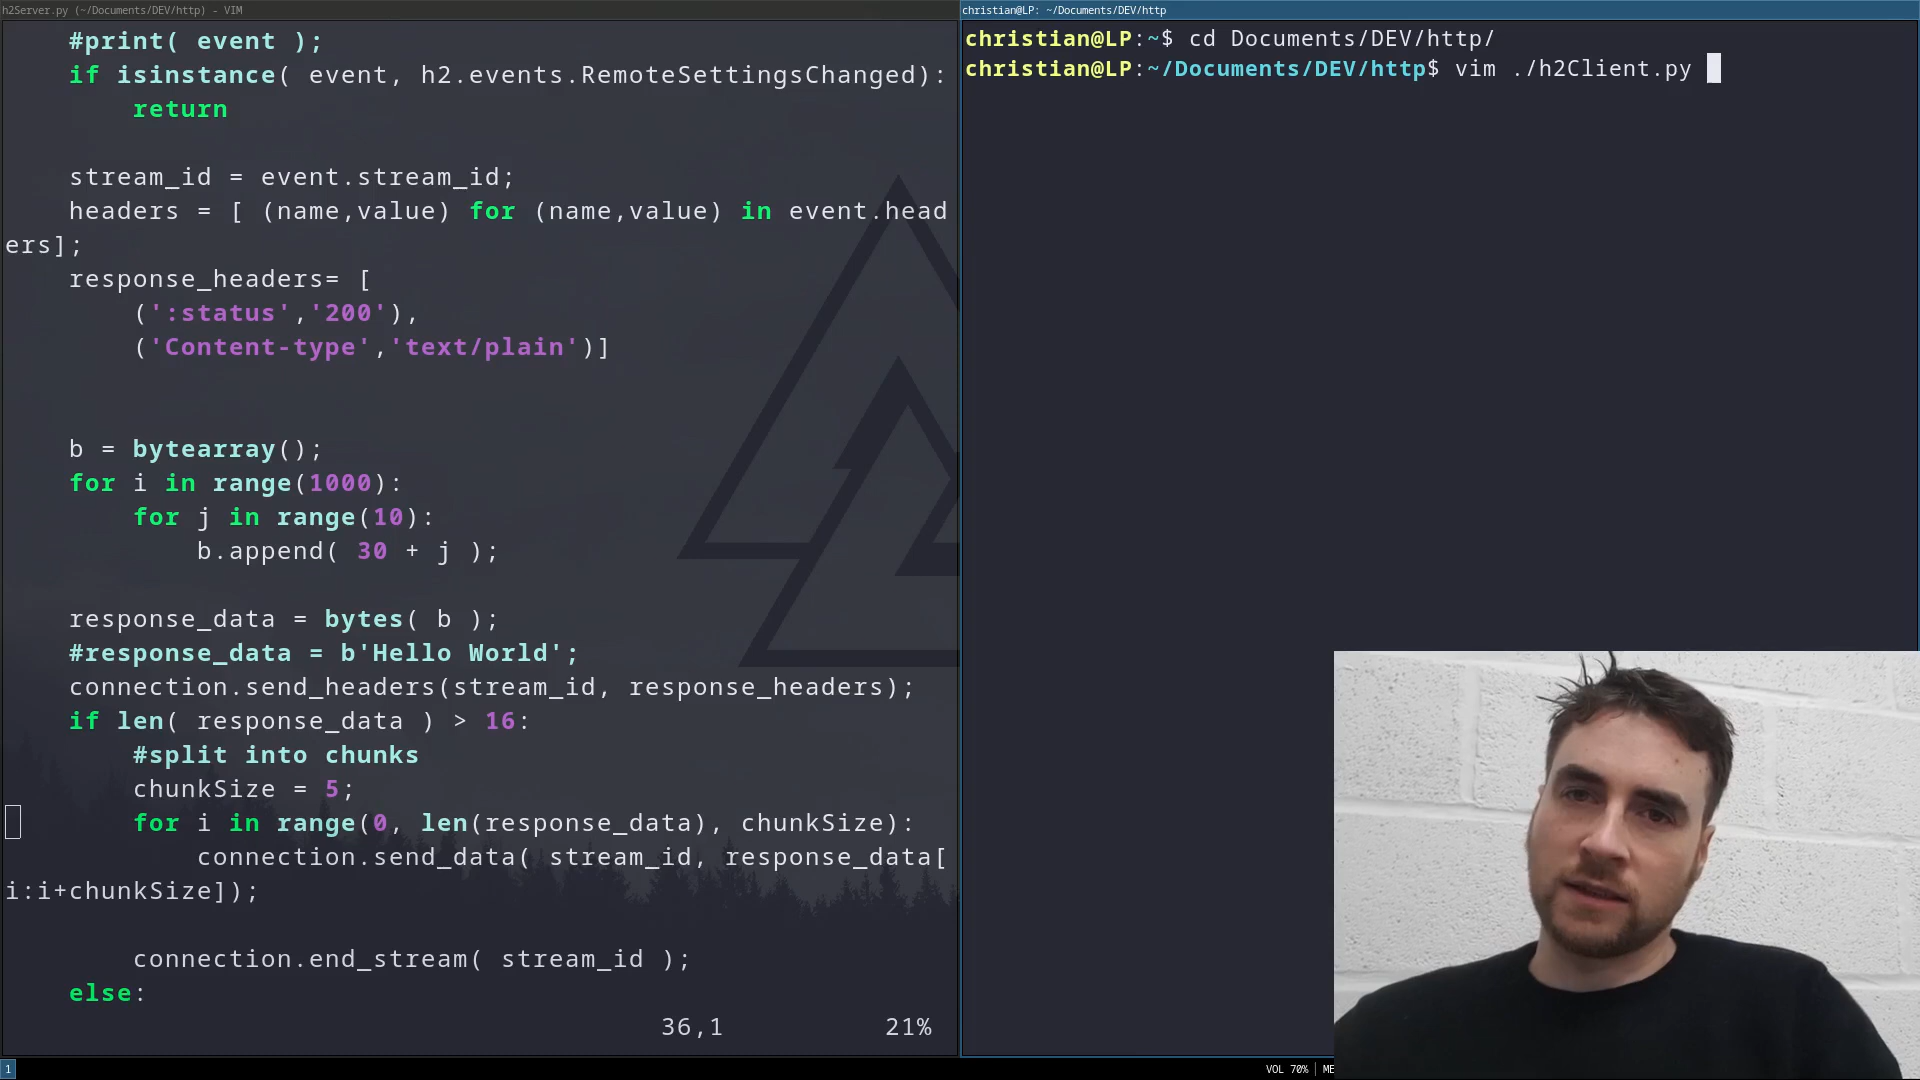 h2Server.py (~/Documents/DEV/http) - VIM
#print( event );
if isinstance( event, h2.events.RemoteSettingsChanged):
return
stream_id = event.stream_id;
headers = [ (name,value) for (name,value) in event.head
ers];
response_headers= [
(':status','200'),
('Content-type','text/plain')]
b = bytearray();
for i in range(1000):
for j in range(10):
b.append( 30 + j );
response_data = bytes( b );
#response_data = b'Hello World';
connection.send_headers(stream_id, response_headers);
if len( response_data ) > 16:
#split into chunks
chunkSize = 5;
for i in range(0, len(response_data), chunkSize):
connection.send_data( stream_id, response_data[
i:i+chunkSize]);
connection.end_stream( stream_id );
else:
36,1 21%
christian@LP: ~/Documents/DEV/http
christian@LP:~$ cd Documents/DEV/http/
christian@LP:~/Documents/DEV/http$ vim ./h2Client.py
1
VOL 70% ME